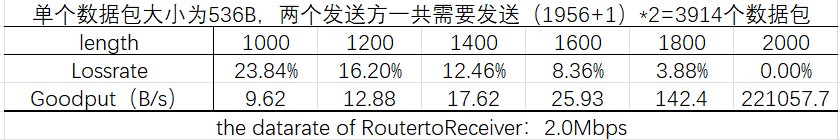 单个数据包大小为536B，两个发送方一共需要发送（1956+1）*2=3914个数据包
length 1000 1200 1400 1600 1800 2000
Lossrate 23.84% 16.20% 12.46% 8.36% 3.88% 0.00%
Goodput（B/s） 9.62 12.88 17.62 25.93 142.4 221057.7
the datarate of RoutertoReceiver：2.0Mbps